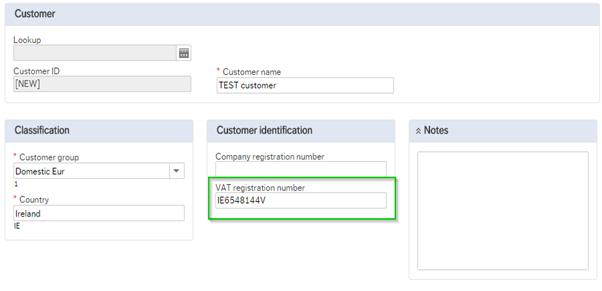 Customer
Lookup
Customer ID
[NEW]
* Customer name
TEST customer
Classification
* Customer group
Domestic Eur
1
* Country
Ireland
IE
Customer identification
Company registration number
VAT registration number
IE6548144V
Notes